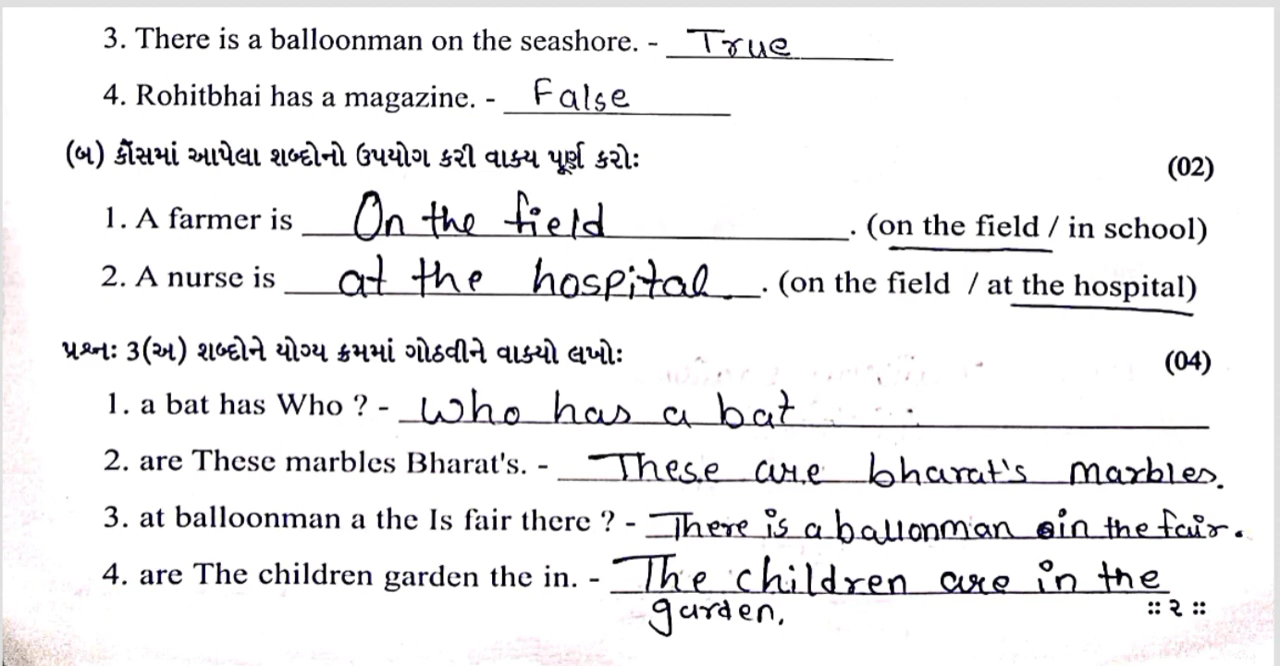 3. There is a balloonman on the seashore. - True
4. Rohitbhai has a magazine. - False
(બ) કૌંસમાં આપેલા શબ્દોનો ઉપયોગ કરી વાક્ય પૂર્ણ કરોઃ (02)
1. A farmer is On the field. (on the field / in school)
2. A nurse is at the hospital. (on the field / at the hospital)
પ્રશ્નઃ 3(અ) શબ્દોને યોગ્ય ક્રમમાં ગોઠવીને વાક્યો લખોઃ (04)
1. a bat has Who ? - Who has a bat
2. are These marbles Bharat's. - These are bharat's marbles.
3. at balloonman a the Is fair there ? - There is a ballonman in the fair.
4. are The children garden the in. - The children are in the
garden.
:: ૨ ::